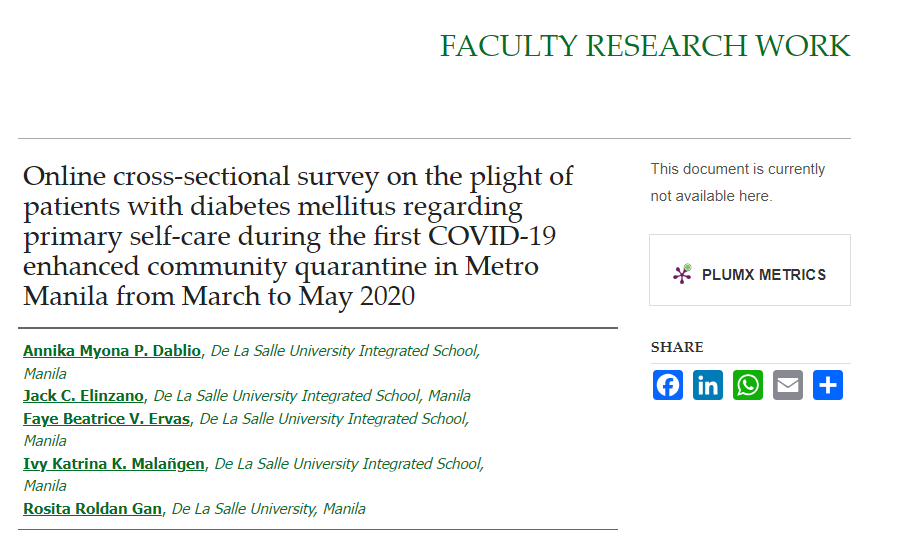 FACULTY RESEARCH WORK
Online cross-sectional survey on the plight of
patients with diabetes mellitus regarding
primary self-care during the first COVID-19
enhanced community quarantine in Metro
Manila from March to May 2020
Annika Myona P. Dablio, De La Salle University Integrated School,
Manila
Jack C. Elinzano, De La Salle University Integrated School, Manila
Faye Beatrice V. Ervas, De La Salle University Integrated School,
Manila
Ivy Katrina K. Malañgen, De La Salle University Integrated School,
Manila
Rosita Roldan Gan, De La Salle University, Manila
This document is currently
not available here.
PLUMX METRICS
SHARE